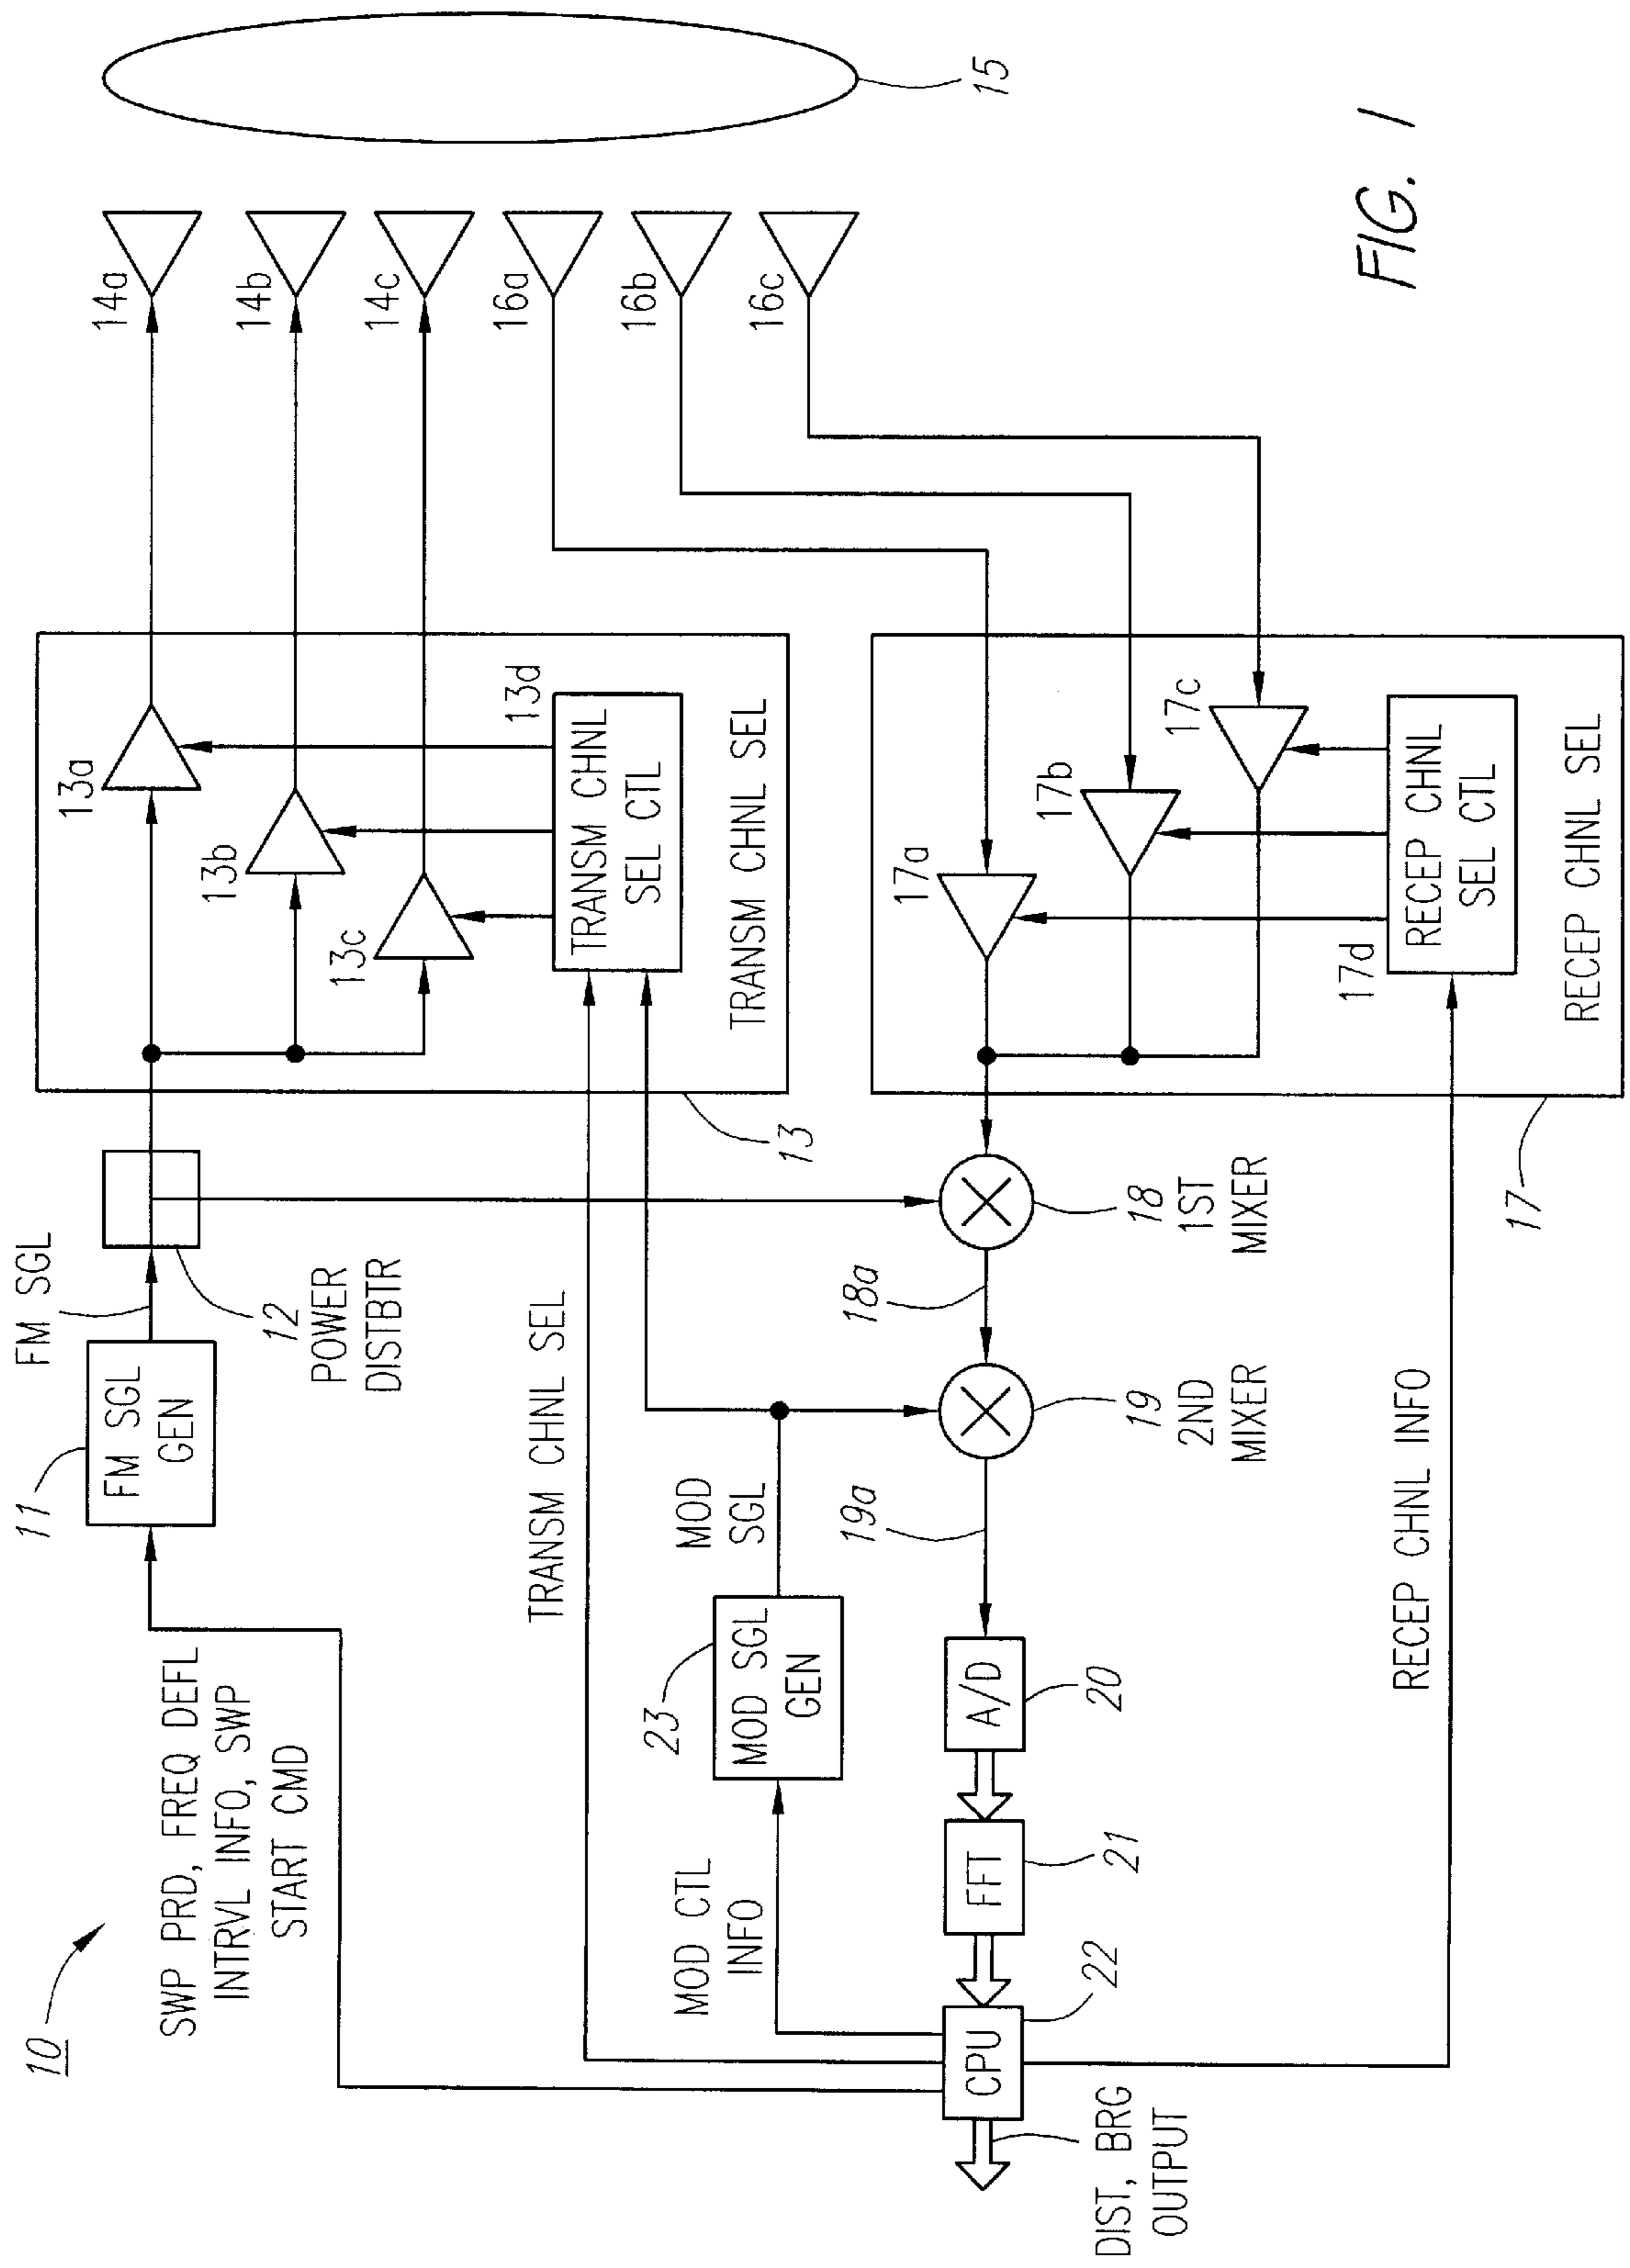 10
SWP PRD, FREQ DEFL
INTRVL INFO, SWP
START CMD
11
FM SGL
GEN
FM SGL
12
POWER
DISTBTR
13a
13b
13c
13d
TRANSM CHNL
SEL CTL
TRANSM CHNL SEL
13
14a
14b
14c
16a
16b
16c
15
TRANSM CHNL SEL
MOD CTL
INFO
23
MOD SGL
GEN
MOD
SGL
DIST, BRG
OUTPUT
CPU
22
FFT
21
A/D
20
19a
19
2ND
MIXER
18a
18
1ST
MIXER
17a
17b
17c
17d
RECEP CHNL
SEL CTL
RECEP CHNL SEL
17
RECEP CHNL INFO
FIG. 1